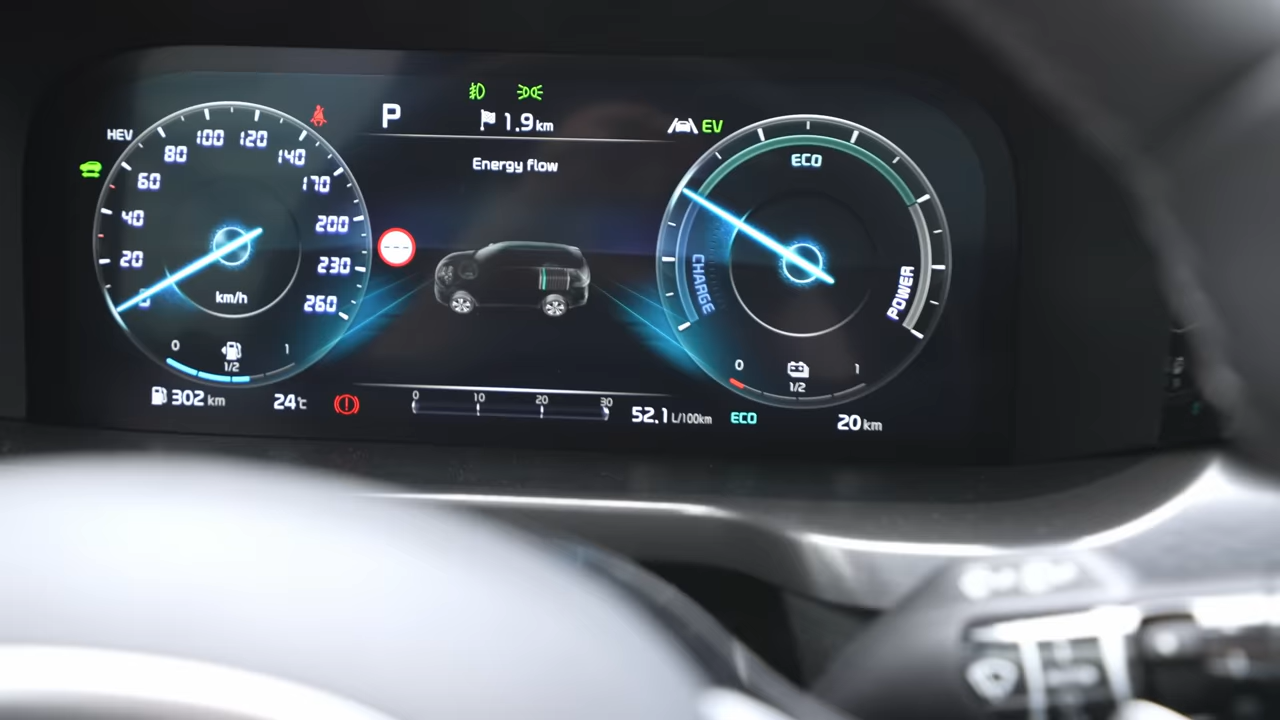 P
1.9 km
EV
HEV
Energy flow
100 120
80 140
60 170
40 200
20 230
0 260
km/h
0 1
1/2
302 km
24℃
ECO
CHARGE
POWER
0 1
1/2
0 10 20 30
52.1 L/100km
ECO
20 km